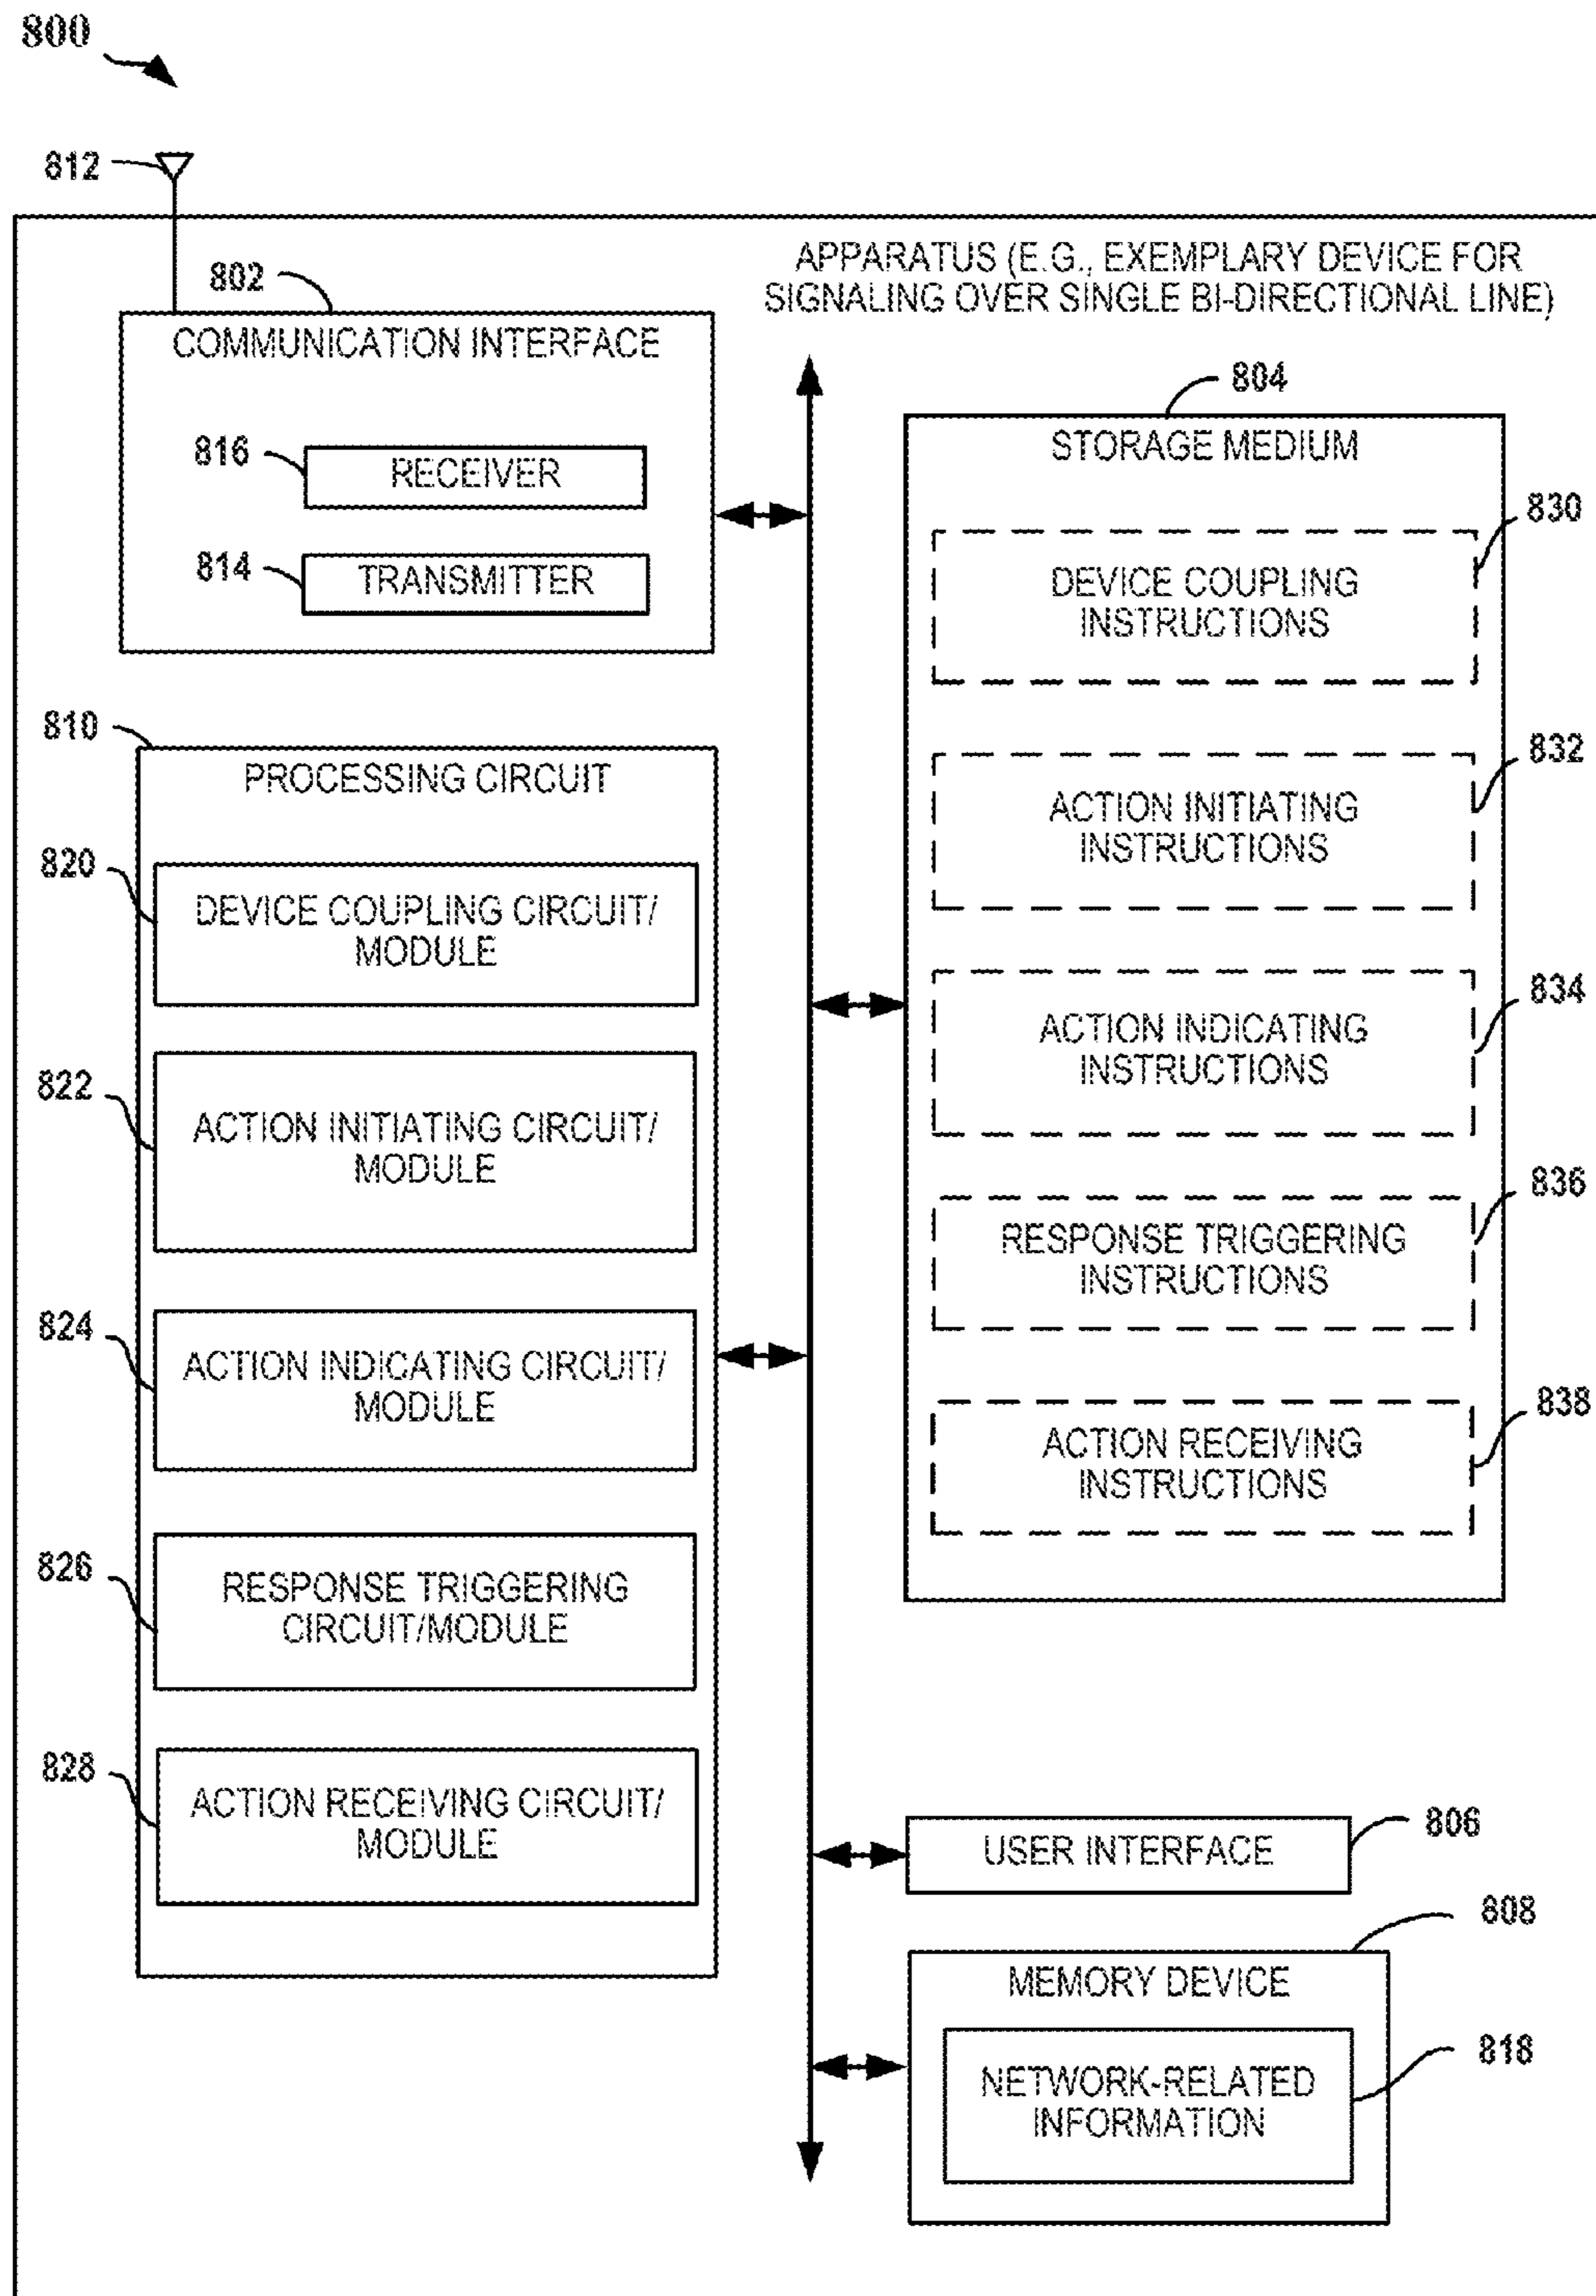 800
812
APPARATUS (E.G., EXEMPLARY DEVICE FOR
SIGNALING OVER SINGLE BI-DIRECTIONAL LINE)
802
COMMUNICATION INTERFACE
816
RECEIVER
814
TRANSMITTER
804
STORAGE MEDIUM
830
DEVICE COUPLING
INSTRUCTIONS
832
ACTION INITIATING
INSTRUCTIONS
834
ACTION INDICATING
INSTRUCTIONS
836
RESPONSE TRIGGERING
INSTRUCTIONS
838
ACTION RECEIVING
INSTRUCTIONS
810
PROCESSING CIRCUIT
820
DEVICE COUPLING CIRCUIT/
MODULE
822
ACTION INITIATING CIRCUIT/
MODULE
824
ACTION INDICATING CIRCUIT/
MODULE
826
RESPONSE TRIGGERING
CIRCUIT/MODULE
828
ACTION RECEIVING CIRCUIT/
MODULE
806
USER INTERFACE
808
MEMORY DEVICE
818
NETWORK-RELATED
INFORMATION